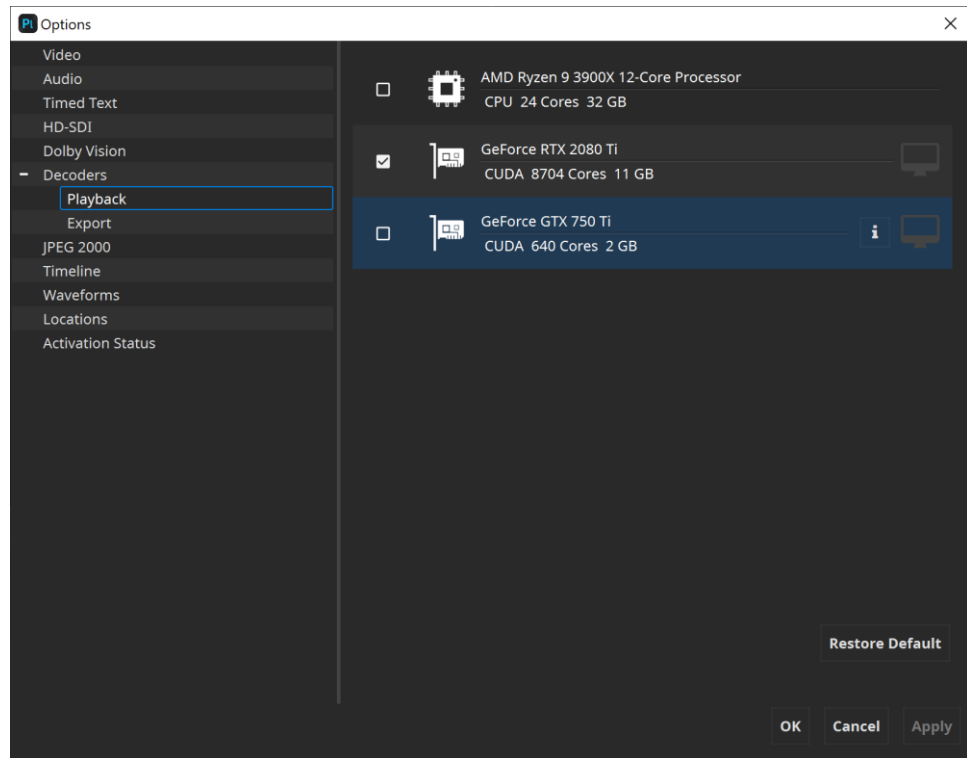 Pt Options
Video
Audio
Timed Text
HD-SDI
Dolby Vision
Decoders
Playback
Export
JPEG 2000
Timeline
Waveforms
Locations
Activation Status
AMD Ryzen 9 3900X 12-Core Processor
CPU 24 Cores 32 GB
GeForce RTX 2080 Ti
CUDA 8704 Cores 11 GB
GeForce GTX 750 Ti
CUDA 640 Cores 2 GB
i
Restore Default
OK Cancel Apply